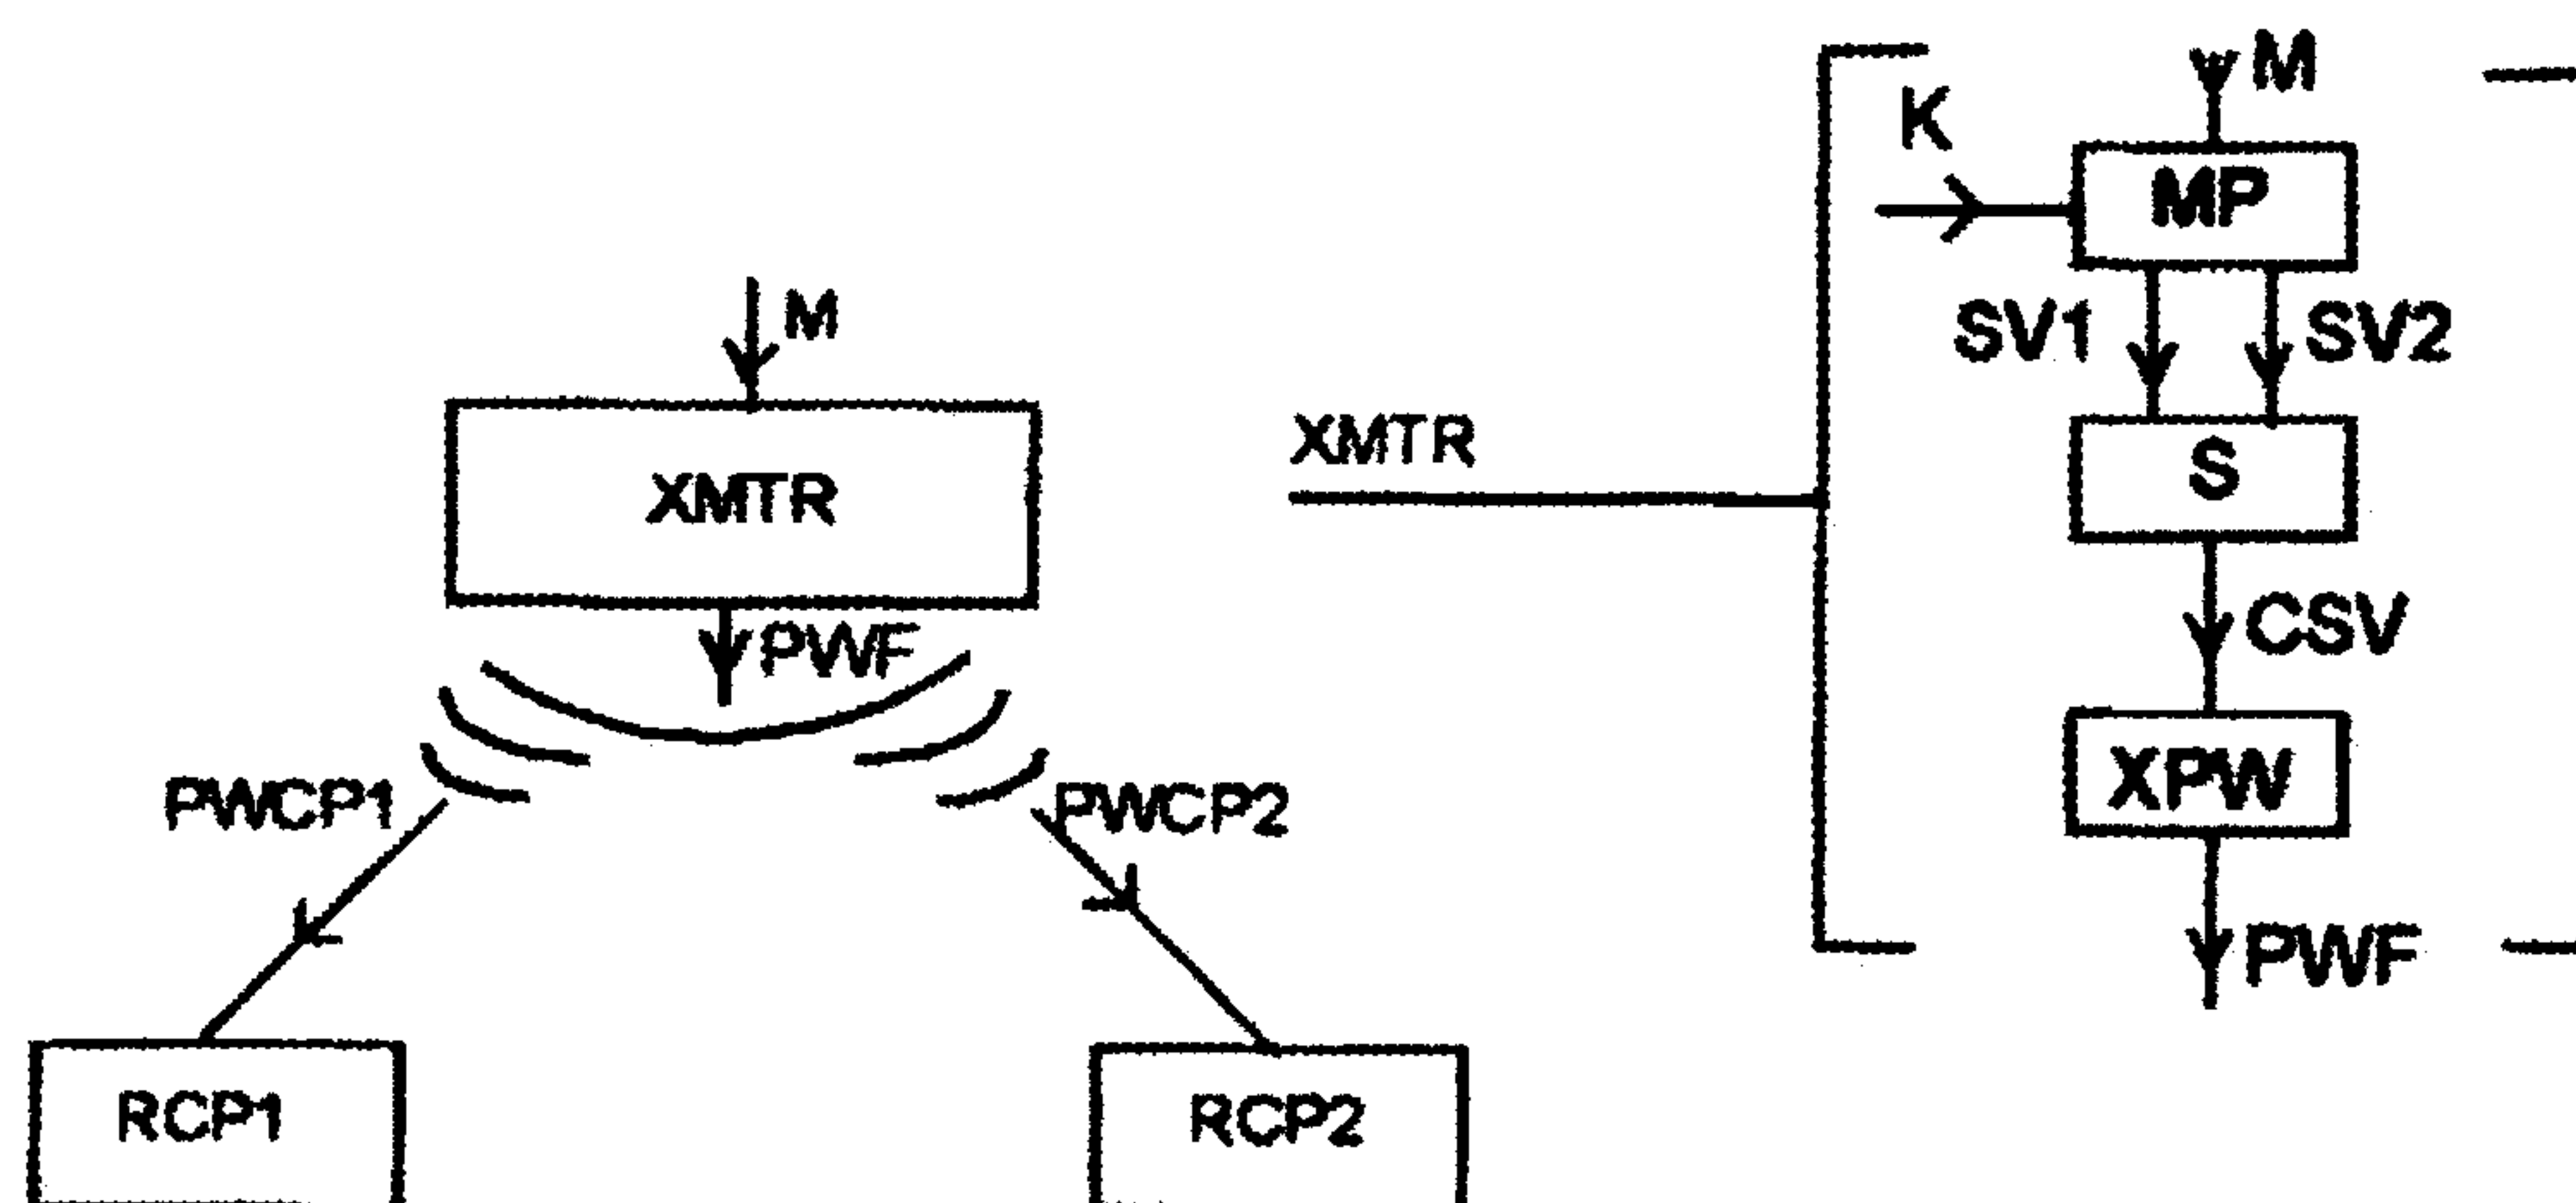 M
XMTR
PWF
PWCP1
PWCP2
RCP1
RCP2
XMTR
M
K
MP
SV1
SV2
S
CSV
XPW
PWF